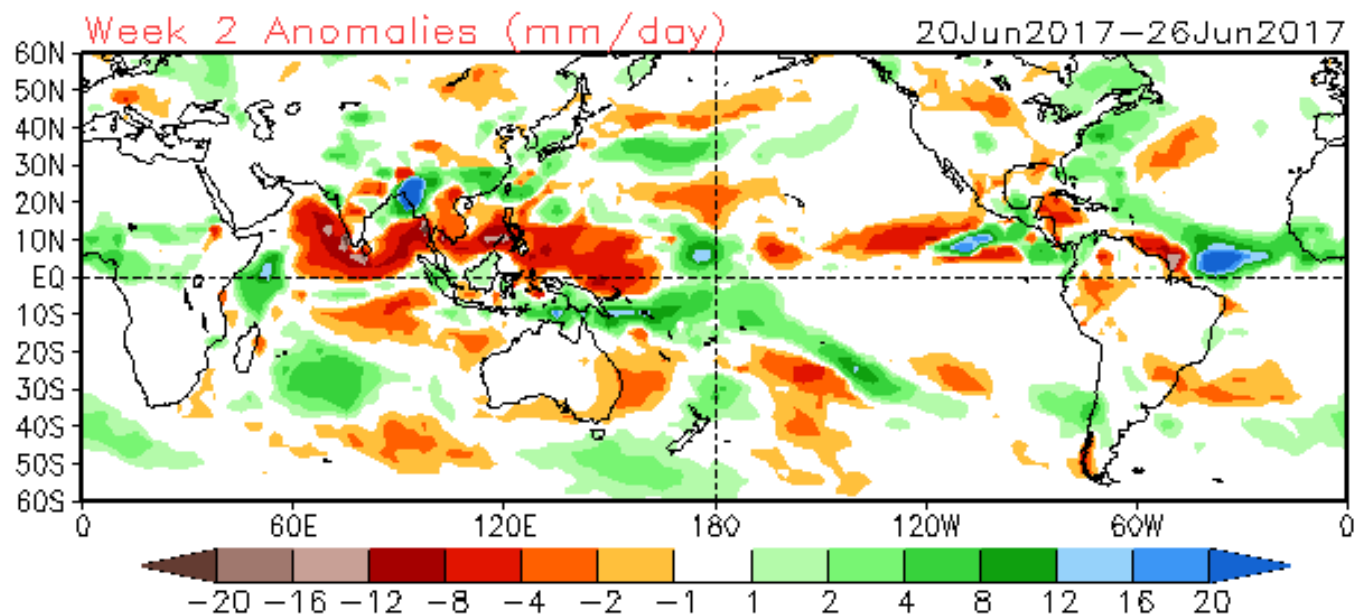 Week 2 Anomalies (mm/day) 20Jun2017–26Jun2017
60N
50N
40N
30N
20N
10N
EQ
10S
20S
30S
40S
50S
60S
0 60E 120E 180 120W 60W 0
−20 −16 −12 −8 −4 −2 −1 1 2 4 8 12 16 20